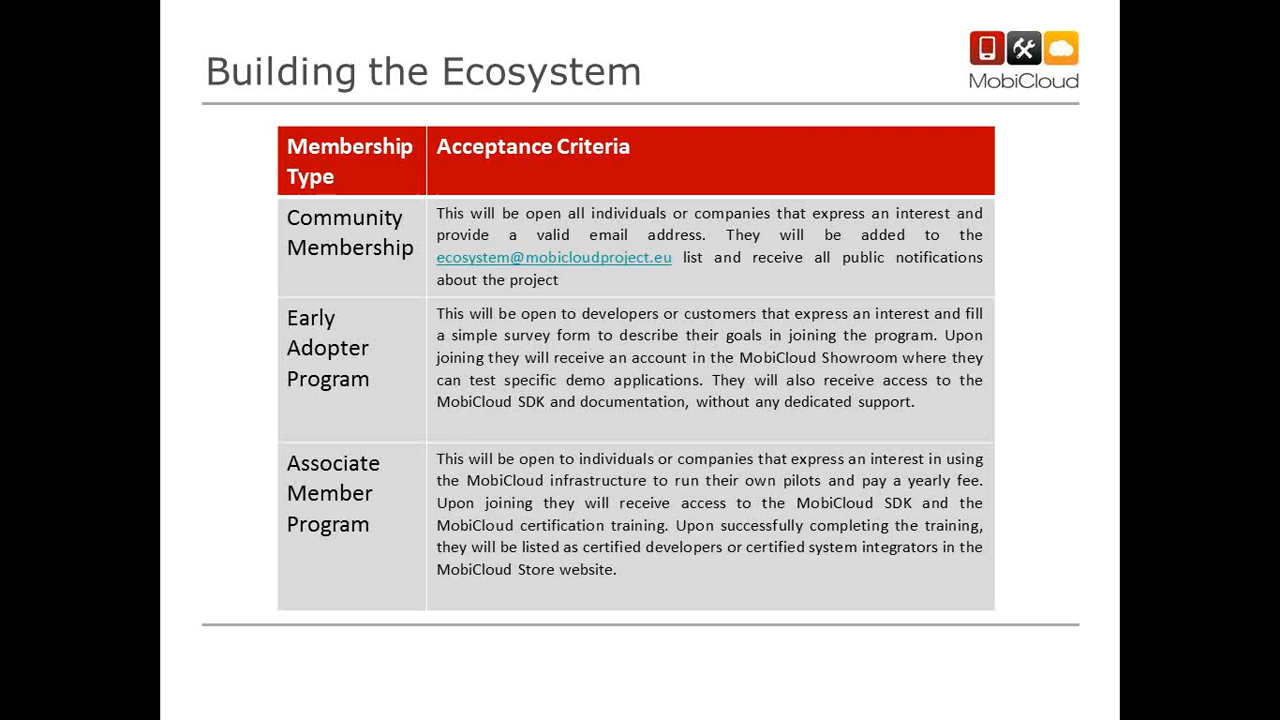 Building the Ecosystem
MobiCloud
Membership
Type
Acceptance Criteria
Community
Membership
This will be open all individuals or companies that express an interest and
provide a valid email address. They will be added to the
ecosystem@mobicloudproject.eu list and receive all public notifications
about the project
Early
Adopter
Program
This will be open to developers or customers that express an interest and fill
a simple survey form to describe their goals in joining the program. Upon
joining they will receive an account in the MobiCloud Showroom where they
can test specific demo applications. They will also receive access to the
MobiCloud SDK and documentation, without any dedicated support.
Associate
Member
Program
This will be open to individuals or companies that express an interest in using
the MobiCloud infrastructure to run their own pilots and pay a yearly fee.
Upon joining they will receive access to the MobiCloud SDK and the
MobiCloud certification training. Upon successfully completing the training,
they will be listed as certified developers or certified system integrators in the
MobiCloud Store website.